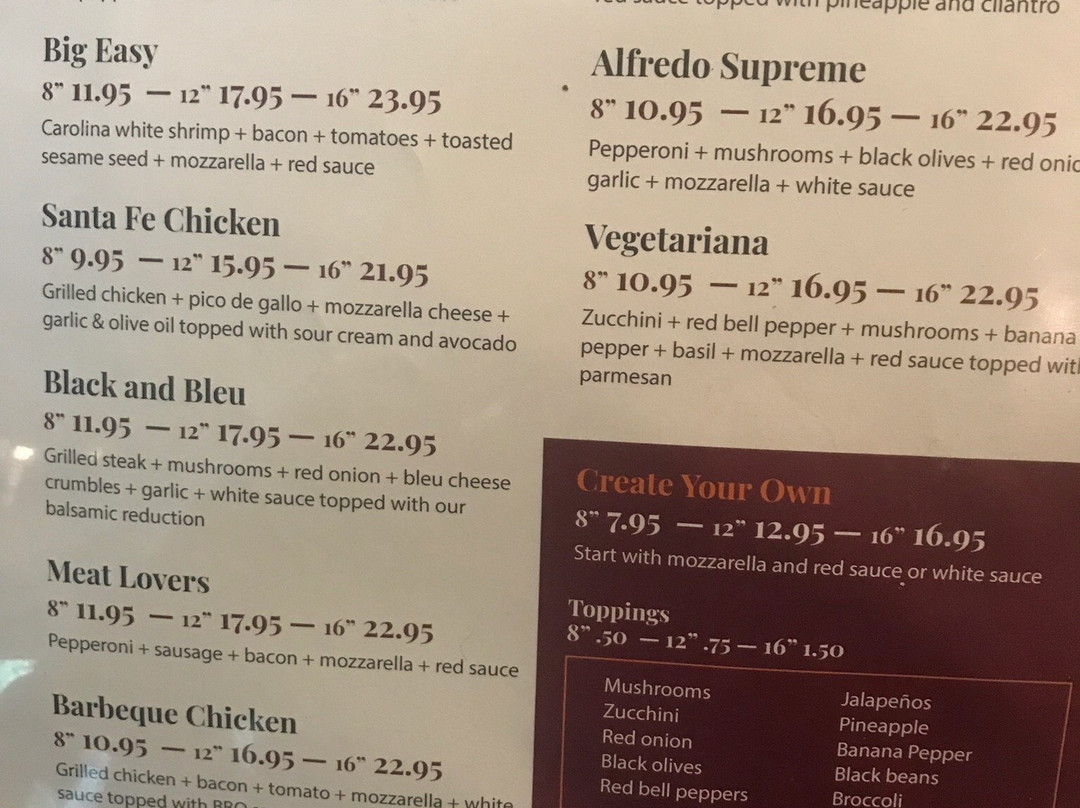 Big Easy
8” 11.95 — 12” 17.95 — 16” 23.95
Carolina white shrimp + bacon + tomatoes + toasted
sesame seed + mozzarella + red sauce
Santa Fe Chicken
8” 9.95 — 12” 15.95 — 16” 21.95
Grilled chicken + pico de gallo + mozzarella cheese +
garlic & olive oil topped with sour cream and avocado
Black and Bleu
8” 11.95 — 12” 17.95 — 16” 22.95
Grilled steak + mushrooms + red onion + bleu cheese
crumbles + garlic + white sauce topped with our
balsamic reduction
Meat Lovers
8” 11.95 — 12” 17.95 — 16” 22.95
Pepperoni + sausage + bacon + mozzarella + red sauce
Barbeque Chicken
8” 10.95 — 12” 16.95 — 16” 22.95
Grilled chicken + bacon + tomato + mozzarella + white
sauce topped with BBQ
red sauce topped with pineapple and cilantro
Alfredo Supreme
8” 10.95 — 12” 16.95 — 16” 22.95
Pepperoni + mushrooms + black olives + red
garlic + mozzarella + white sauce
Vegetariana
8” 10.95 — 12” 16.95 — 16” 22.95
Zucchini + red bell pepper + mushrooms + banana
pepper + basil + mozzarella + red sauce topped with
parmesan
Create Your Own
8” 7.95 — 12” 12.95 — 16” 16.95
Start with mozzarella and red sauce or white sauce
Toppings
8” .50 — 12” .75 — 16” 1.50
Mushrooms
Zucchini
Red onion
Black olives
Red bell peppers
Jalapeños
Pineapple
Banana Pepper
Black beans
Broccoli